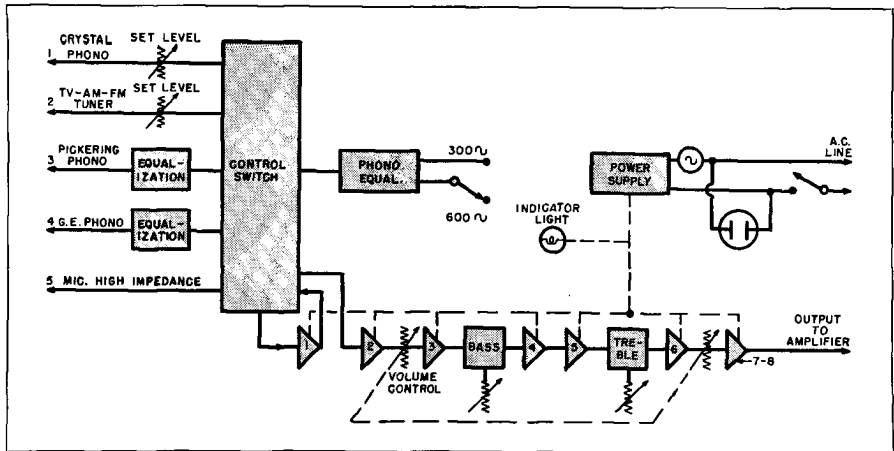 CRYSTAL
1 PHONO
SET LEVEL
2 TV-AM-FM
TUNER
SET LEVEL
PICKERING
3 PHONO
EQUAL-
IZATION
4 G.E. PHONO
EQUAL-
IZATION
5 MIC. HIGH IMPEDANCE
CONTROL
SWITCH
PHONO
EQUAL.
300~
600~
POWER
SUPPLY
A.C.
LINE
INDICATOR
LIGHT
1
2
VOLUME
CONTROL
3
BASS
4
5
TRE-
BLE
6
7-8
OUTPUT
TO
AMPLIFIER